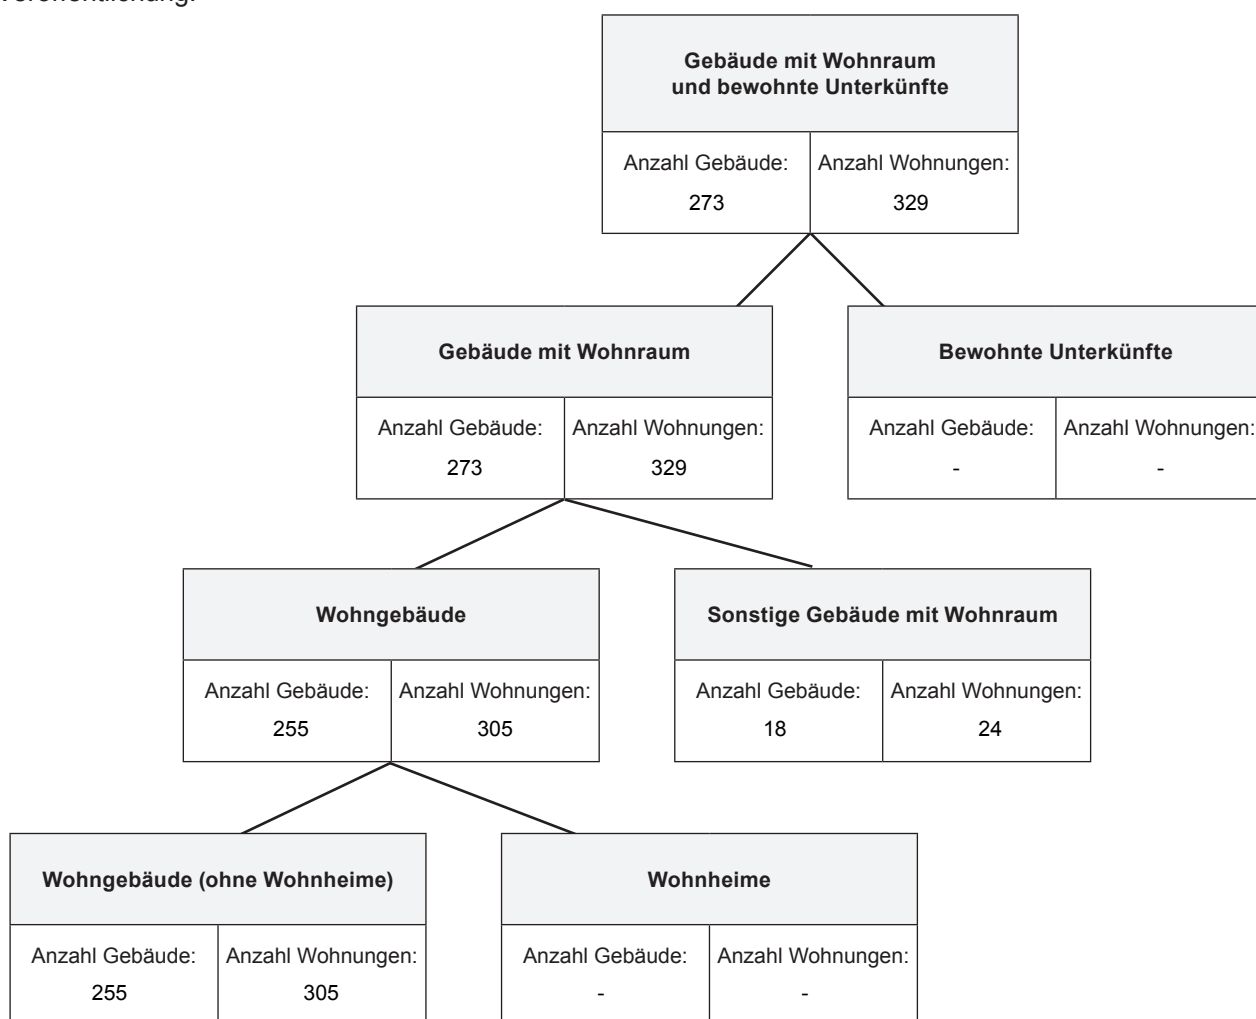 Veröffentlichung.
Gebäude mit Wohnraum
und bewohnte Unterkünfte
Anzahl Gebäude: Anzahl Wohnungen:
273 329
Gebäude mit Wohnraum Bewohnte Unterkünfte
Anzahl Gebäude: Anzahl Wohnungen: Anzahl Gebäude: Anzahl Wohnungen:
273 329 - -
Wohngebäude Sonstige Gebäude mit Wohnraum
Anzahl Gebäude: Anzahl Wohnungen: Anzahl Gebäude: Anzahl Wohnungen:
255 305 18 24
Wohngebäude (ohne Wohnheime) Wohnheime
Anzahl Gebäude: Anzahl Wohnungen: Anzahl Gebäude: Anzahl Wohnungen:
255 305 - -